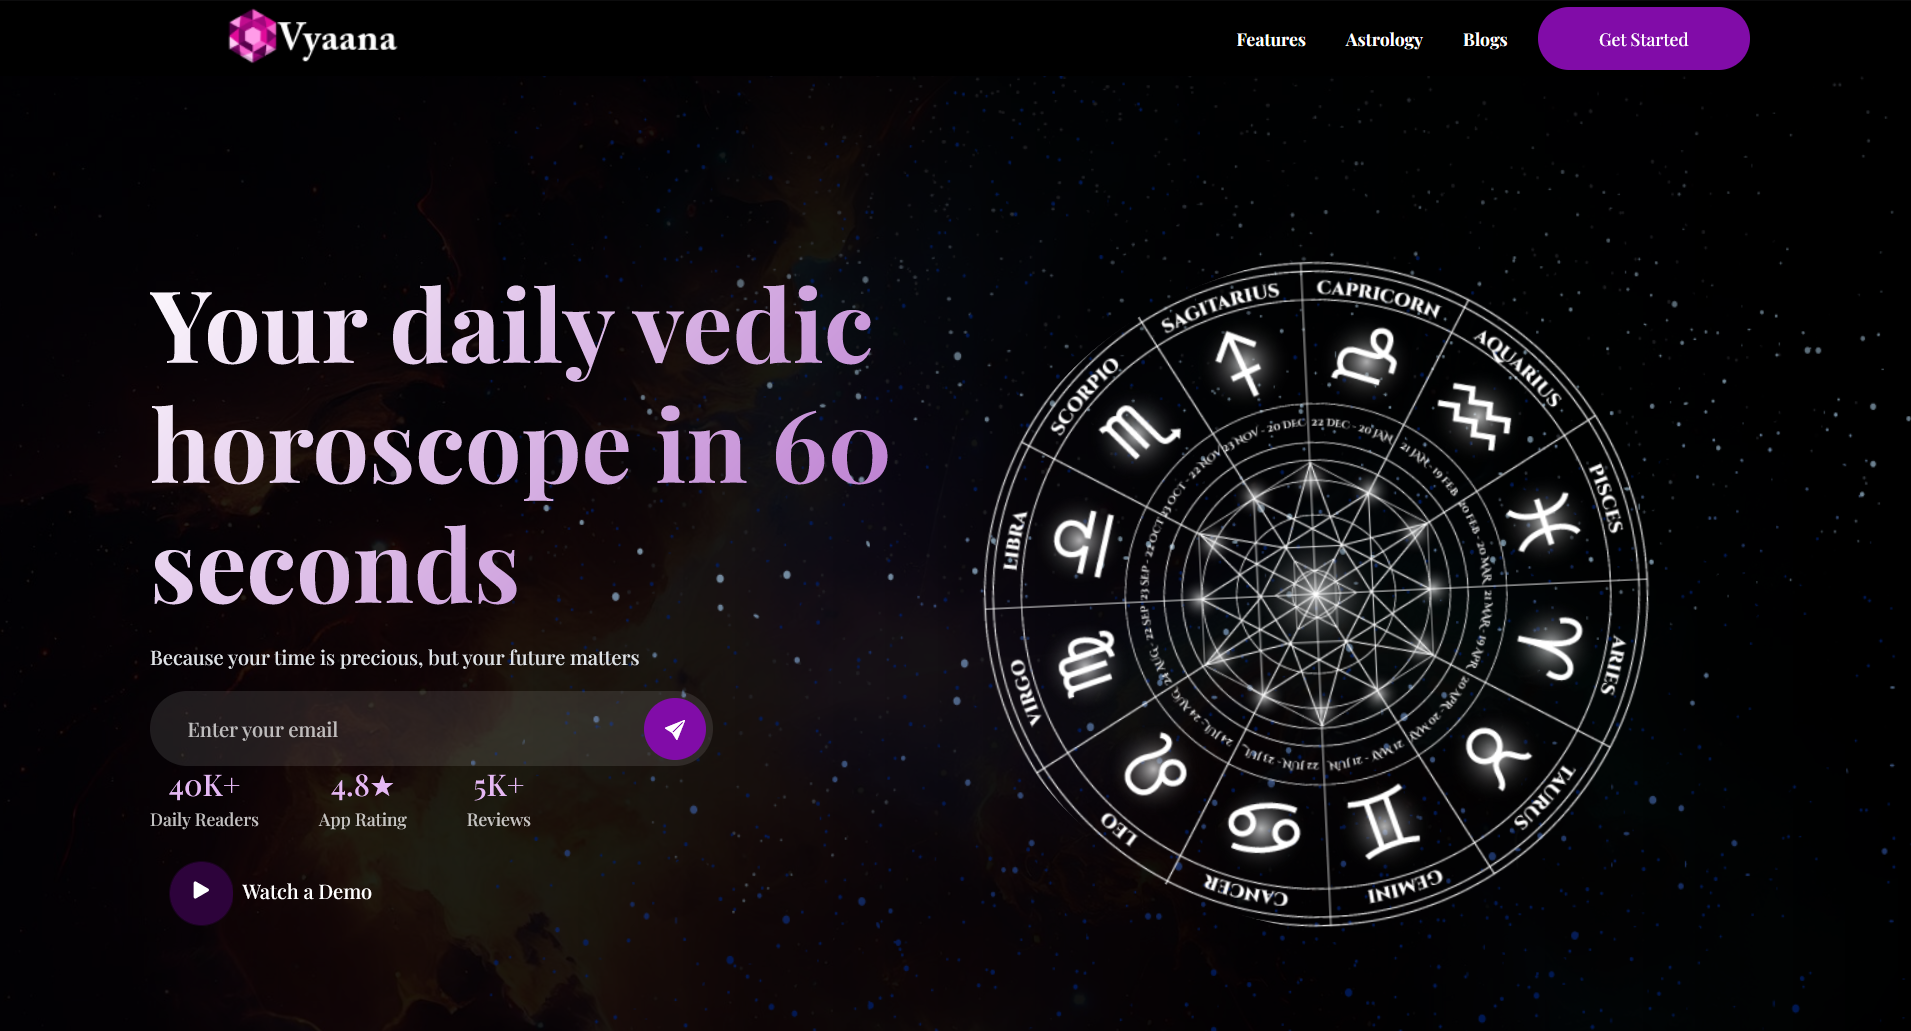 Vyaana
Features
Astrology
Blogs
Get Started
Your daily vedic
horoscope in 60
seconds
Because your time is precious, but your future matters
Enter your email
40K+
Daily Readers
4.8★
App Rating
5K+
Reviews
Watch a Demo
SAGITARIUS
CAPRICORN
AQUARIUS
PISCES
ARIES
TAURUS
GEMINI
CANCER
LEO
VIRGO
LIBRA
SCORPIO
23 NOV - 20 DEC
22 DEC - 20 JAN
21 JAN - 19 FEB
20 FEB - 20 MAR
21 MAR - 19 APR
20 APR - 20 MAY
21 MAY - 21 JUN
22 JUN - 23 JUL
24 JUL - 24 AUG
24 AUG - 22 SEP
23 SEP - 22 OCT
23 OCT - 22 NOV